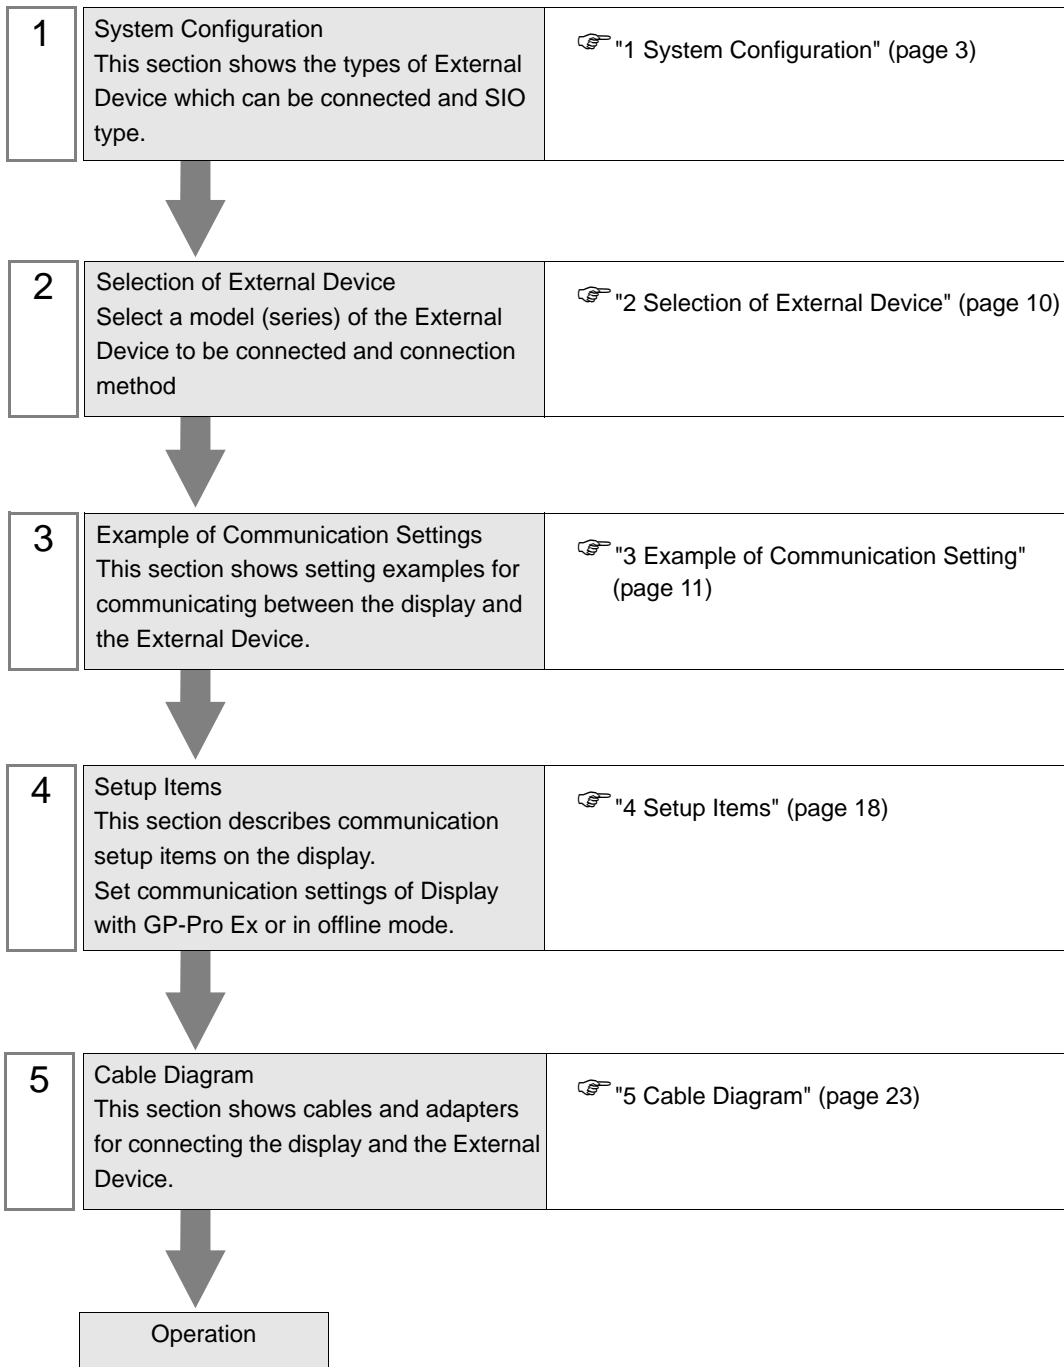 1
System Configuration
This section shows the types of External
Device which can be connected and SIO
type.
"1 System Configuration" (page 3)
2
Selection of External Device
Select a model (series) of the External
Device to be connected and connection
method
"2 Selection of External Device" (page 10)
3
Example of Communication Settings
This section shows setting examples for
communicating between the display and
the External Device.
"3 Example of Communication Setting"
(page 11)
4
Setup Items
This section describes communication
setup items on the display.
Set communication settings of Display
with GP-Pro Ex or in offline mode.
"4 Setup Items" (page 18)
5
Cable Diagram
This section shows cables and adapters
for connecting the display and the External
Device.
"5 Cable Diagram" (page 23)
Operation